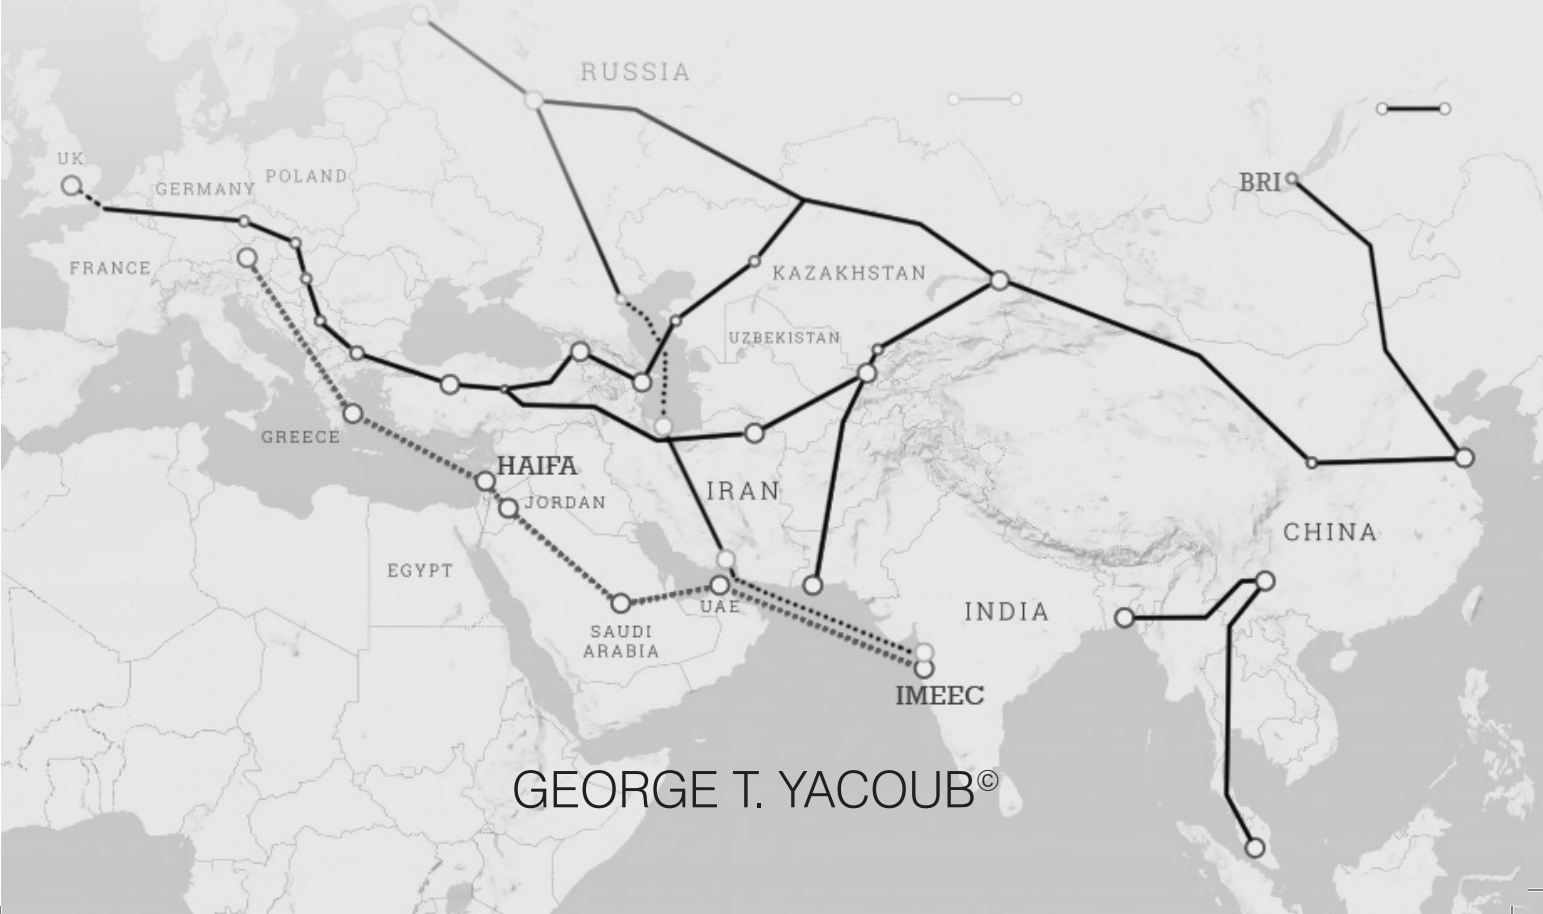 RUSSIA
UK
GERMANY
POLAND
BRI
FRANCE
KAZAKHSTAN
UZBEKISTAN
GREECE
HAIFA
IRAN
JORDAN
CHINA
EGYPT
UAE
INDIA
SAUDI
ARABIA
IMEEC
GEORGE T. YACOUB©